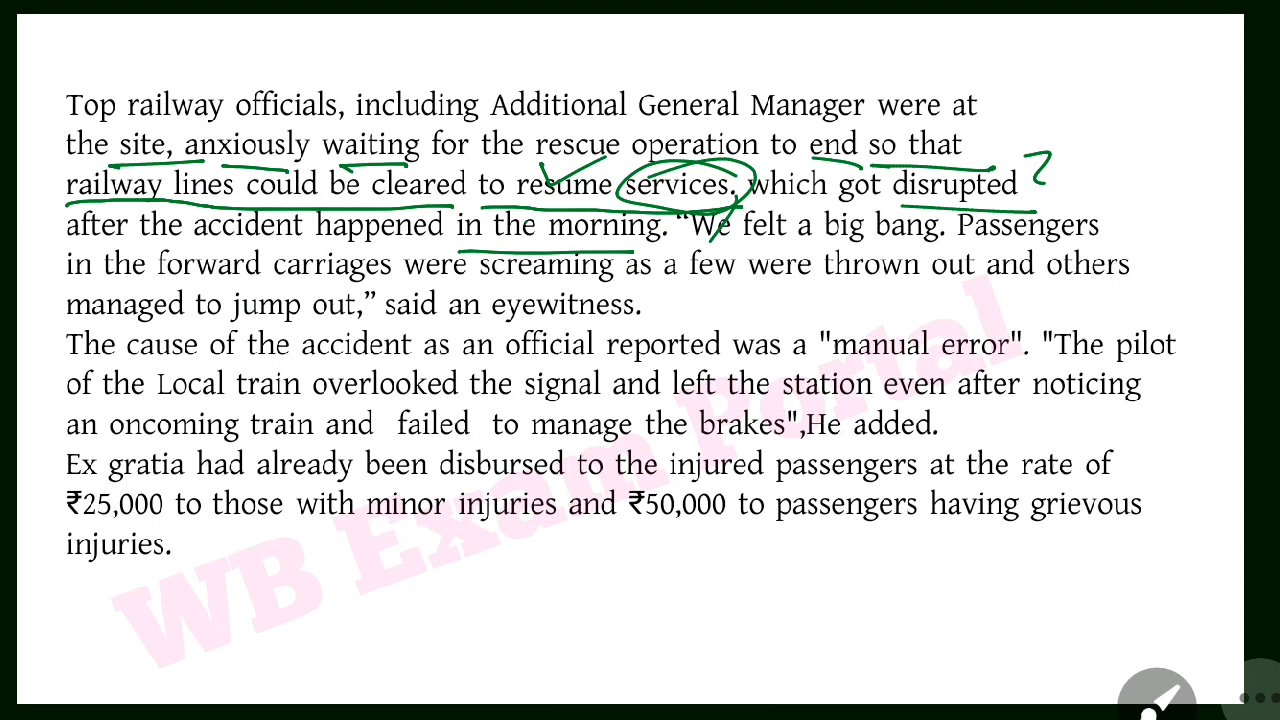 Top railway officials, including Additional General Manager were at
the site, anxiously waiting for the rescue operation to end so that
railway lines could be cleared to resume services, which got disrupted ?
after the accident happened in the morning. “We felt a big bang. Passengers
in the forward carriages were screaming as a few were thrown out and others
managed to jump out,” said an eyewitness.
The cause of the accident as an official reported was a "manual error". "The pilot
of the Local train overlooked the signal and left the station even after noticing
an oncoming train and failed to manage the brakes",He added.
Ex gratia had already been disbursed to the injured passengers at the rate of
₹25,000 to those with minor injuries and ₹50,000 to passengers having grievous
injuries.
WB Exam Portal